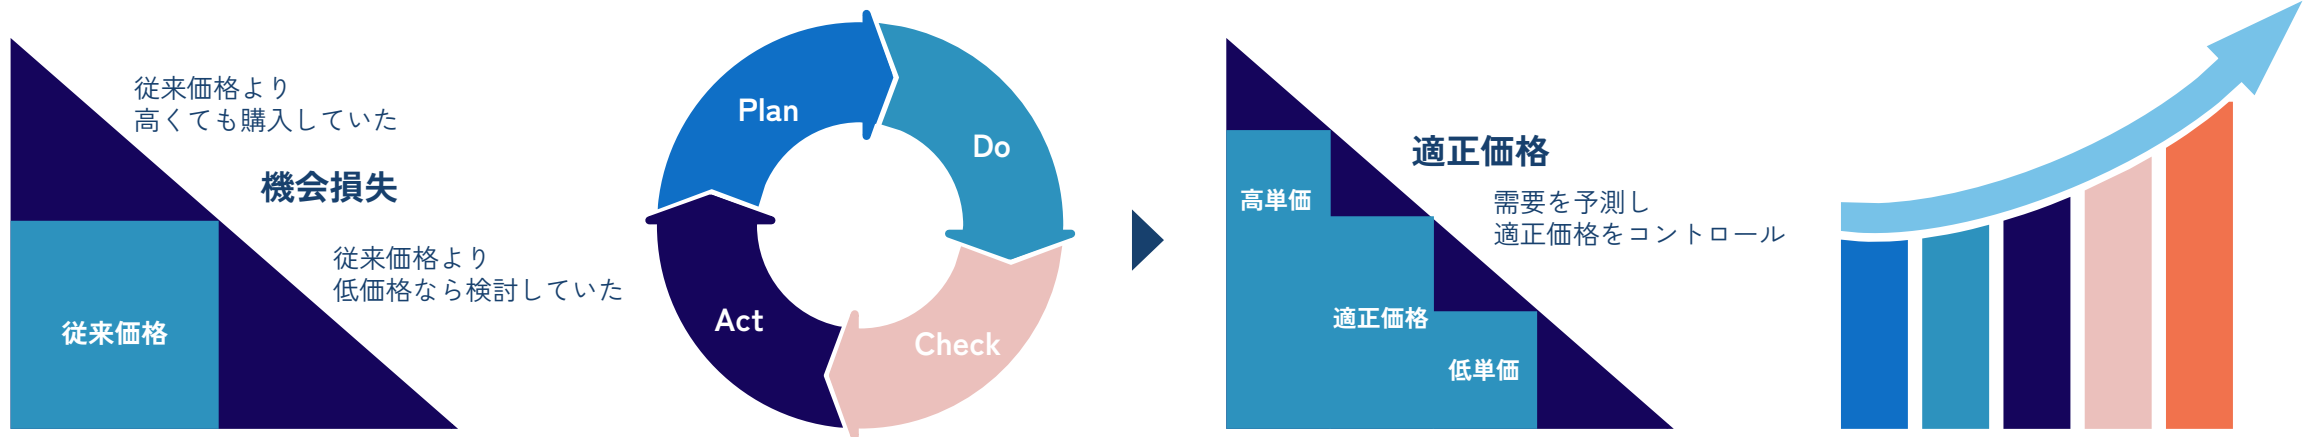 従来価格より
高くても購入していた
機会損失
従来価格より
低価格なら検討していた
従来価格
Plan
Do
Check
Act
適正価格
需要を予測し
適正価格をコントロール
高単価
適正価格
低単価